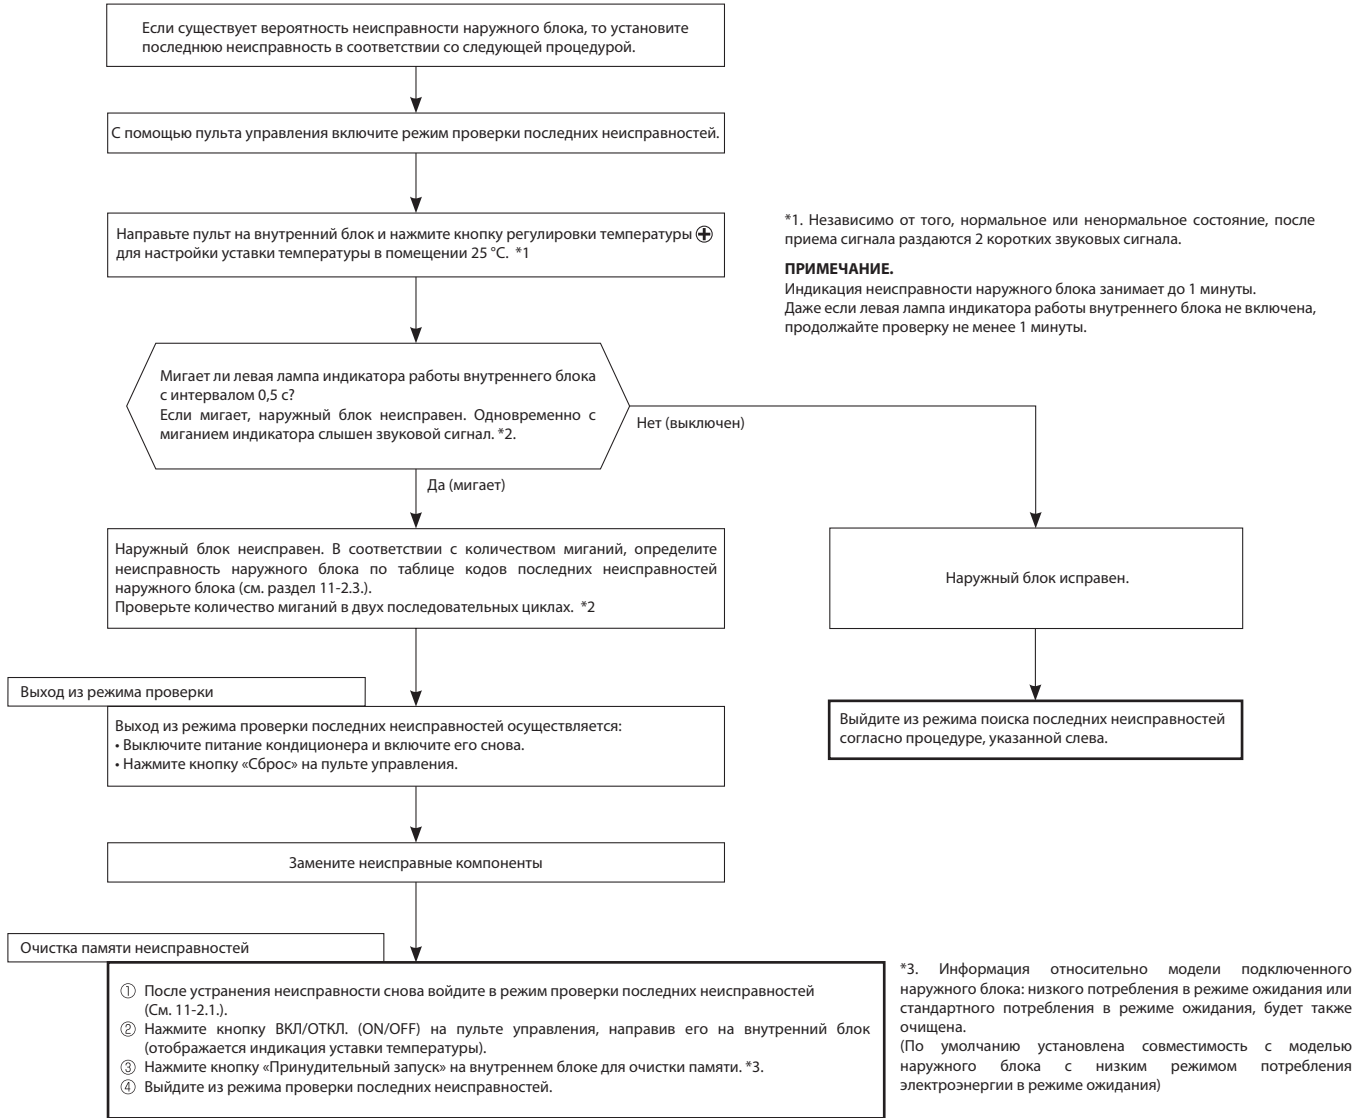 Если существует вероятность неисправности наружного блока, то установите
последнюю неисправность в соответствии со следующей процедурой.
С помощью пульта управления включите режим проверки последних неисправностей.
Направьте пульт на внутренний блок и нажмите кнопку регулировки температуры ⊕
для настройки уставки температуры в помещении 25 °C. *1
*1. Независимо от того, нормальное или ненормальное состояние, после
приема сигнала раздаются 2 коротких звуковых сигнала.
ПРИМЕЧАНИЕ.
Индикация неисправности наружного блока занимает до 1 минуты.
Даже если левая лампа индикатора работы внутреннего блока не включена,
продолжайте проверку не менее 1 минуты.
Мигает ли левая лампа индикатора работы внутреннего блока
с интервалом 0,5 с?
Если мигает, наружный блок неисправен. Одновременно с
миганием индикатора слышен звуковой сигнал. *2.
Нет (выключен)
Да (мигает)
Наружный блок неисправен. В соответствии с количеством миганий, определите
неисправность наружного блока по таблице кодов последних неисправностей
наружного блока (см. раздел 11-2.3.).
Проверьте количество миганий в двух последовательных циклах. *2
Наружный блок исправен.
Выход из режима проверки
Выход из режима проверки последних неисправностей осуществляется:
• Выключите питание кондиционера и включите его снова.
• Нажмите кнопку «Сброс» на пульте управления.
Выйдите из режима поиска последних неисправностей
согласно процедуре, указанной слева.
Замените неисправные компоненты
Очистка памяти неисправностей
① После устранения неисправности снова войдите в режим проверки последних неисправностей
(См. 11-2.1.).
② Нажмите кнопку ВКЛ/ОТКЛ. (ON/OFF) на пульте управления, направив его на внутренний блок
(отображается индикация уставки температуры).
③ Нажмите кнопку «Принудительный запуск» на внутреннем блоке для очистки памяти. *3.
④ Выйдите из режима проверки последних неисправностей.
*3. Информация относительно модели подключенного
наружного блока: низкого потребления в режиме ожидания или
стандартного потребления в режиме ожидания, будет также
очищена.
(По умолчанию установлена совместимость с моделью
наружного блока с низким режимом потребления
электроэнергии в режиме ожидания)